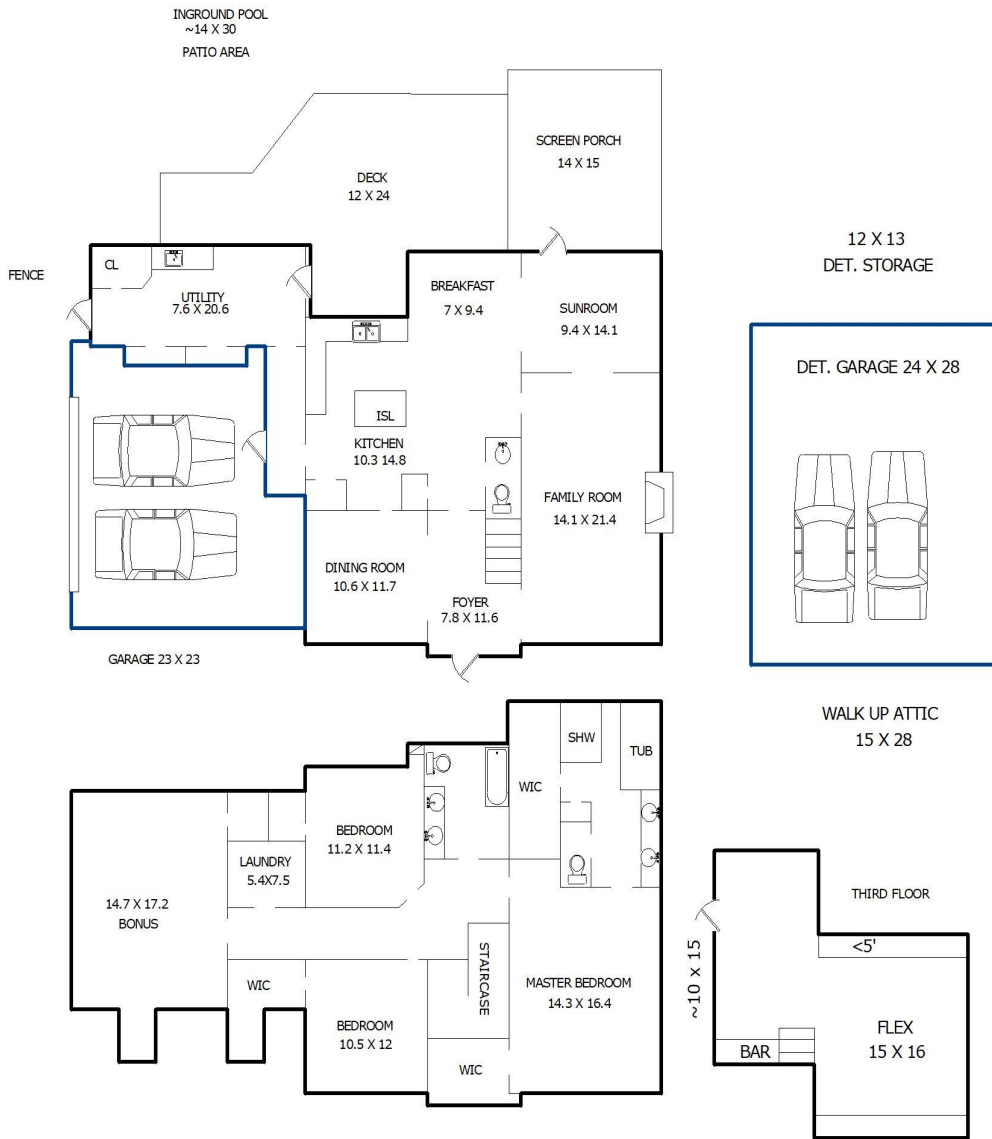 INGROUND POOL
~14 X 30
PATIO AREA
SCREEN PORCH
14 X 15
DECK
12 X 24
12 X 13
DET. STORAGE
FENCE
CL
UTILITY
7.6 X 20.6
BREAKFAST
7 X 9.4
SUNROOM
9.4 X 14.1
DET. GARAGE 24 X 28
ISL
KITCHEN
10.3 14.8
FAMILY ROOM
14.1 X 21.4
DINING ROOM
10.6 X 11.7
FOYER
7.8 X 11.6
GARAGE 23 X 23
WALK UP ATTIC
15 X 28
SHW
TUB
WIC
BEDROOM
11.2 X 11.4
LAUNDRY
5.4X7.5
14.7 X 17.2
BONUS
THIRD FLOOR
<5'
STAIRCASE
MASTER BEDROOM
14.3 X 16.4
~10 x 15
WIC
BEDROOM
10.5 X 12
WIC
FLEX
15 X 16
BAR